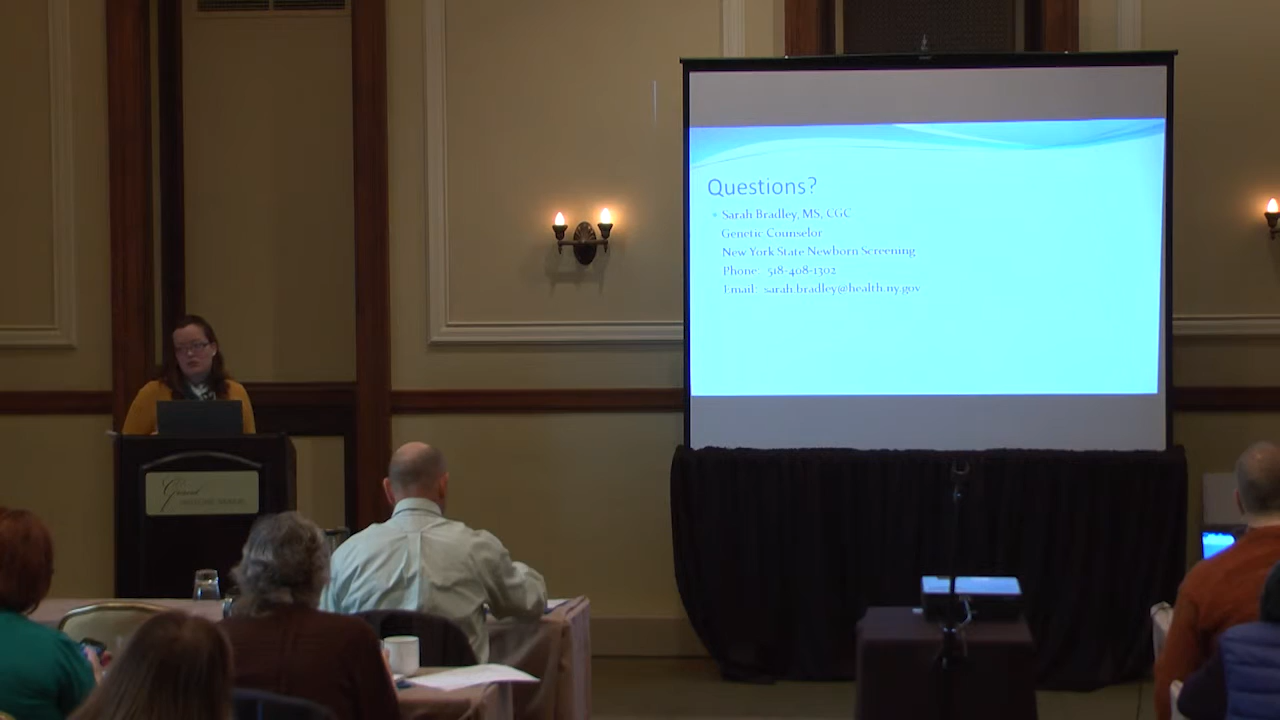 Questions?
Sarah Bradley, MS, CGC
Genetic Counselor
New York State Newborn Screening
Phone: 518-408-1302
Email: sarah.bradley@health.ny.gov
Grand